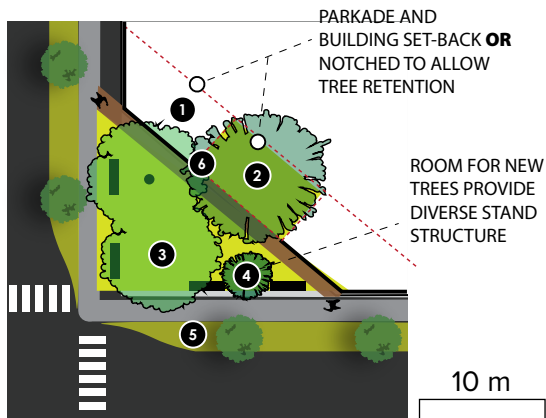 PARKADE AND
BUILDING SET-BACK OR
NOTCHED TO ALLOW
TREE RETENTION
1
6
2
ROOM FOR NEW
TREES PROVIDE
DIVERSE STAND
STRUCTURE
3
4
5
10 m